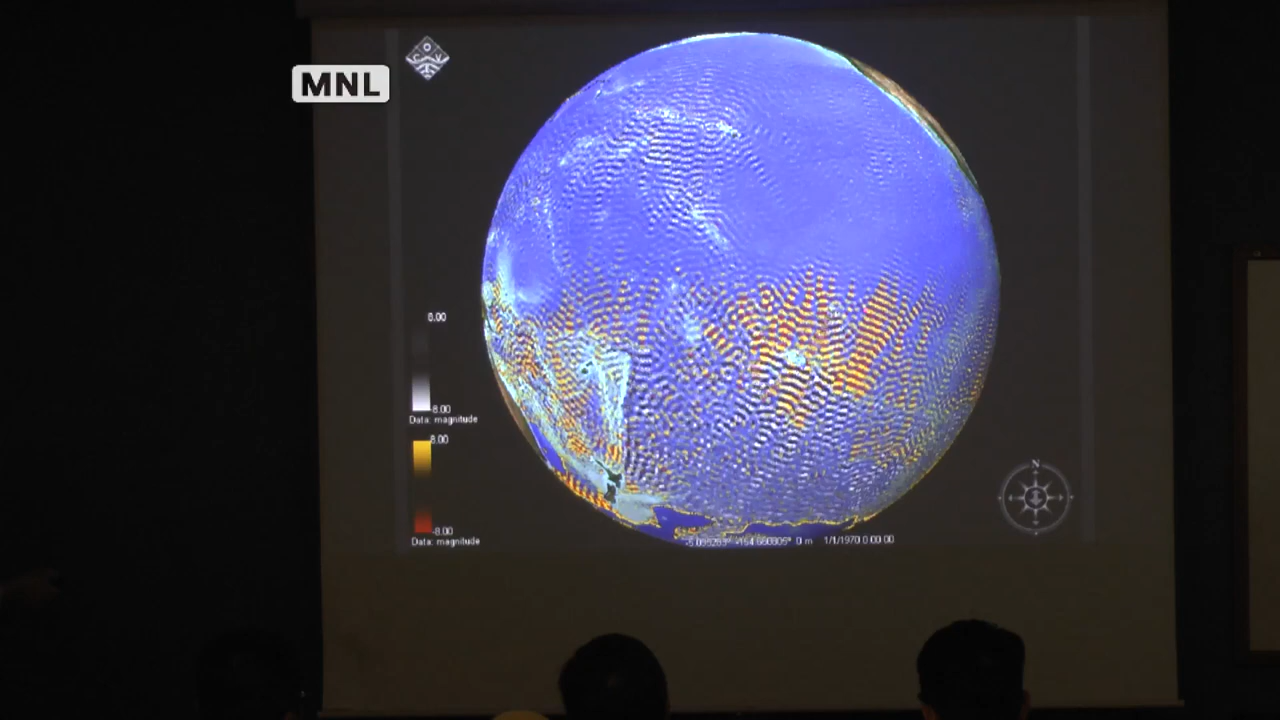 MNL
O
C V
8.00
-8.00
Data: magnitude
8.00
-8.00
Data: magnitude
N
0 m 1/1/1970 0:00:00